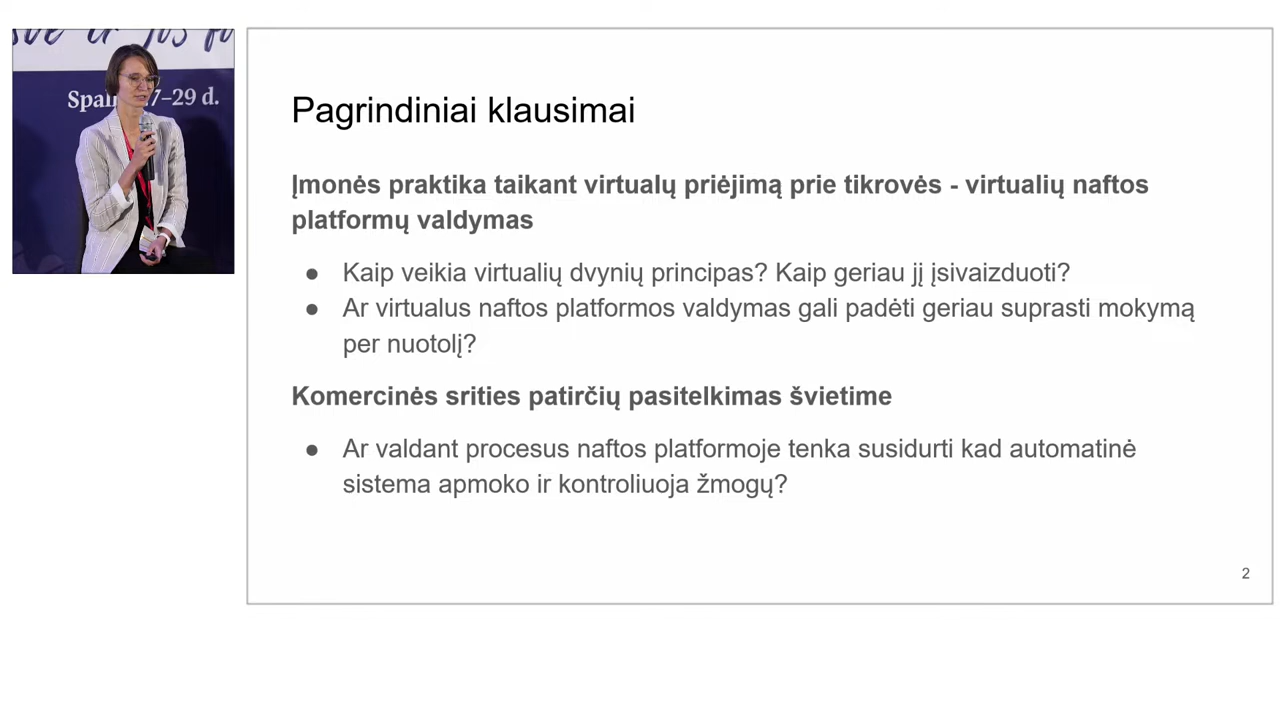 Spal 7–29 d.
Pagrindiniai klausimai
Įmonės praktika taikant virtualų priėjimą prie tikrovės - virtualių naftos
platformų valdymas
● Kaip veikia virtualių dvynių principas? Kaip geriau jį įsivaizduoti?
● Ar virtualus naftos platformos valdymas gali padėti geriau suprasti mokymą
per nuotolį?
Komercinės srities patirčių pasitelkimas švietime
● Ar valdant procesus naftos platformoje tenka susidurti kad automatinė
sistema apmoko ir kontroliuoja žmogų?
2